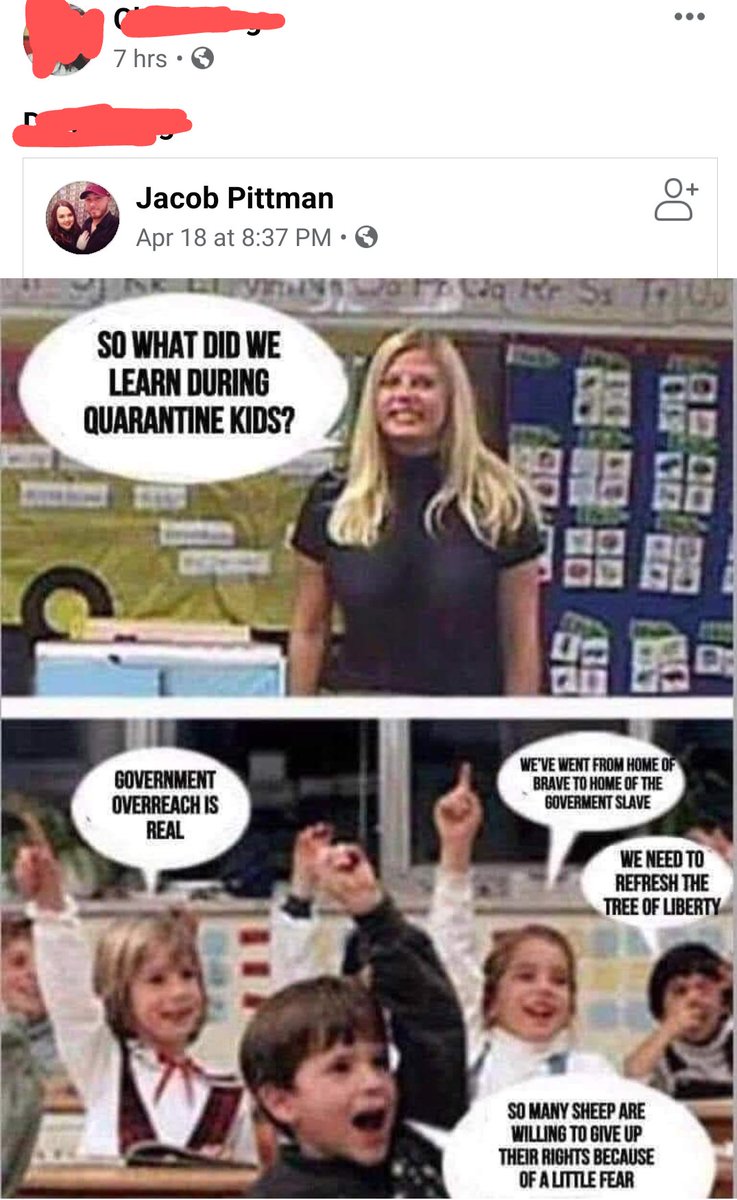 7 hrs •
Jacob Pittman
Apr 18 at 8:37 PM •
SO WHAT DID WE
LEARN DURING
QUARANTINE KIDS?
GOVERNMENT
OVERREACH IS
REAL
WE'VE WENT FROM HOME OF
BRAVE TO HOME OF THE
GOVERMENT SLAVE
WE NEED TO
REFRESH THE
TREE OF LIBERTY
SO MANY SHEEP ARE
WILLING TO GIVE UP
THEIR RIGHTS BECAUSE
OF A LITTLE FEAR